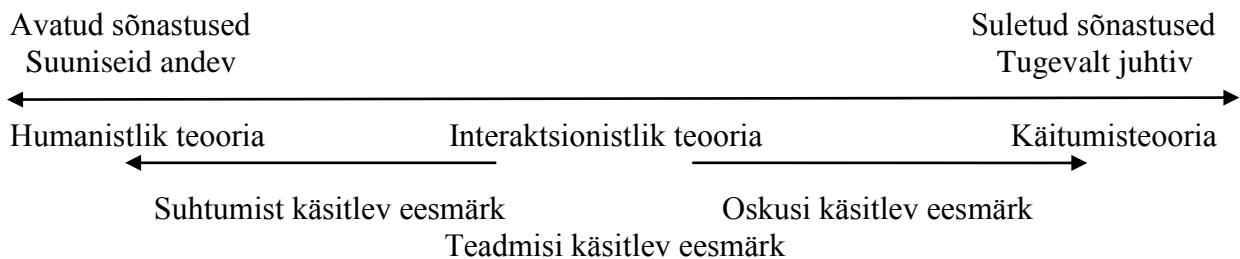 Avatud sõnastused Suletud sõnastused
Suuniseid andev Tugevalt juhtiv
Humanistlik teooria Interaktsionistlik teooria Käitumisteooria
Suhtumist käsitlev eesmärk Oskusi käsitlev eesmärk
Teadmisi käsitlev eesmärk